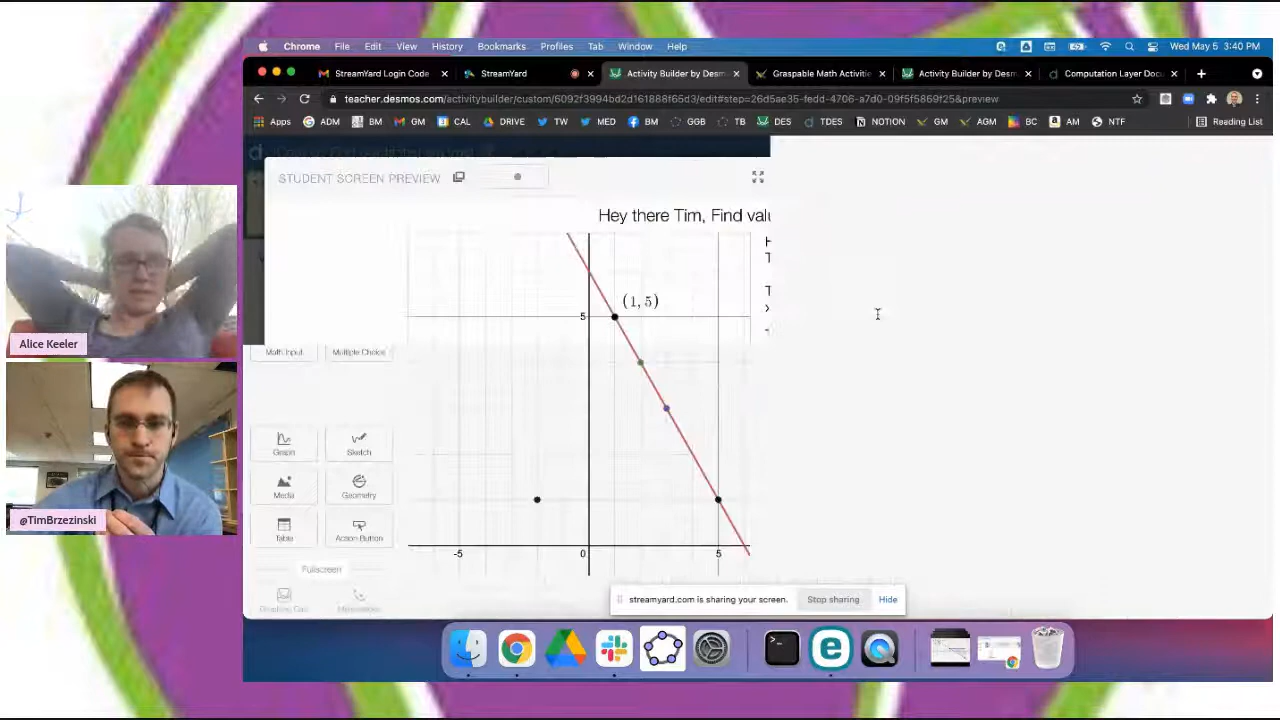 Chrome File Edit View History Bookmarks Profiles Tab Window Help Wed May 5 3:40 PM
StreamYard Login Code StreamYard Activity Builder by Desm Graspable Math Activitie Activity Builder by Desm Computation Layer Doc
teacher.desmos.com/activitybuilder/custom/6092f3994bd2d161888f65d3/edit#step=26d5ae35-fedd-4706-a7d0-09f5f5869f25&preview
Apps ADM BM GM CAL DRIVE TW MED BM GGB TB DES TDES NOTION GM AGM BC AM NTF Reading List
STUDENT SCREEN PREVIEW
Hey there Tim, Find valu
(1, 5)
5
-5
0
5
Math Input
Multiple Choice
Graph
Sketch
Media
Geometry
Table
Action Button
Fullscreen
Alice Keeler
@TimBrzezinski
streamyard.com is sharing your screen. Stop sharing Hide